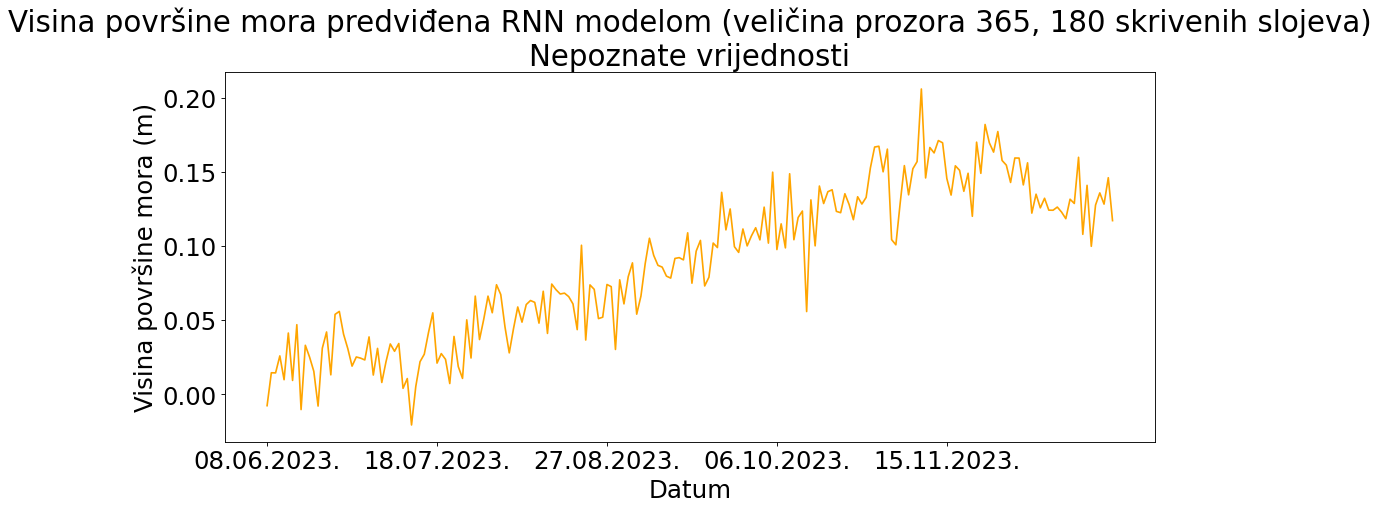 Visina površine mora predviđena RNN modelom (veličina prozora 365, 180 skrivenih slojeva)
Nepoznate vrijednosti
Visina površine mora (m)
0.20
0.15
0.10
0.05
0.00
08.06.2023. 18.07.2023. 27.08.2023. 06.10.2023. 15.11.2023.
Datum